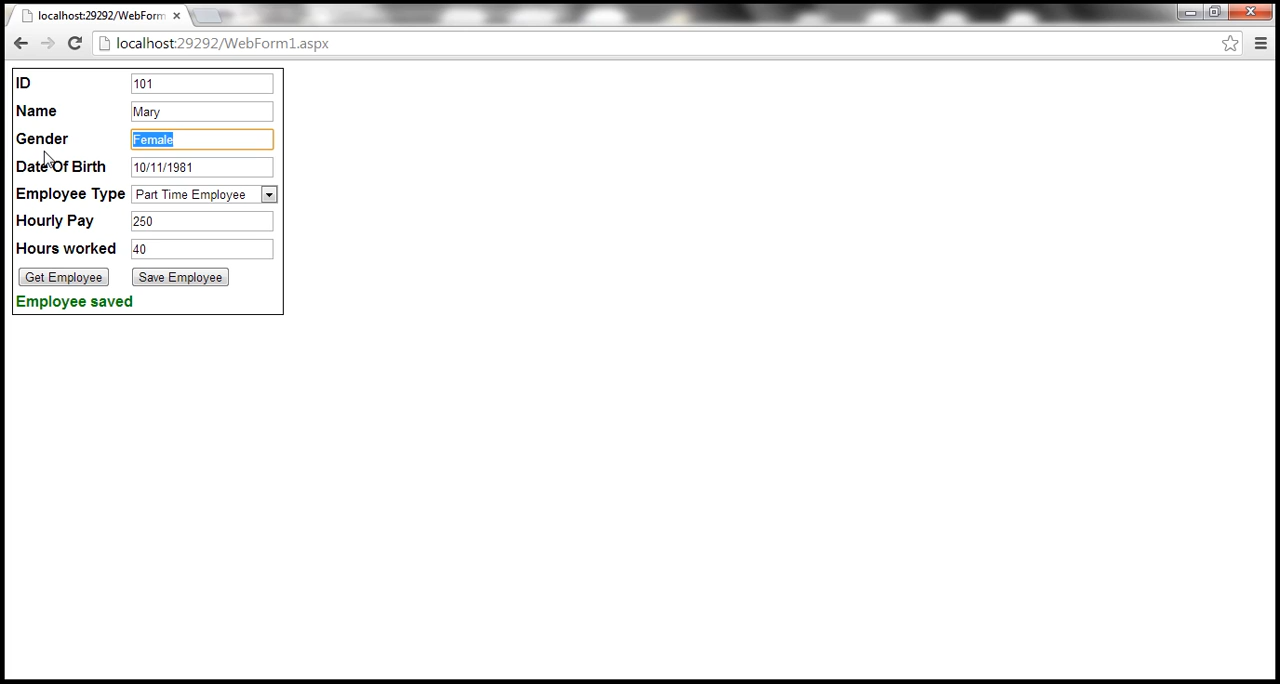 localhost:29292/WebForm
localhost:29292/WebForm1.aspx
ID 101
Name Mary
Gender Female
Date Of Birth 10/11/1981
Employee Type Part Time Employee
Hourly Pay 250
Hours worked 40
Get Employee Save Employee
Employee saved